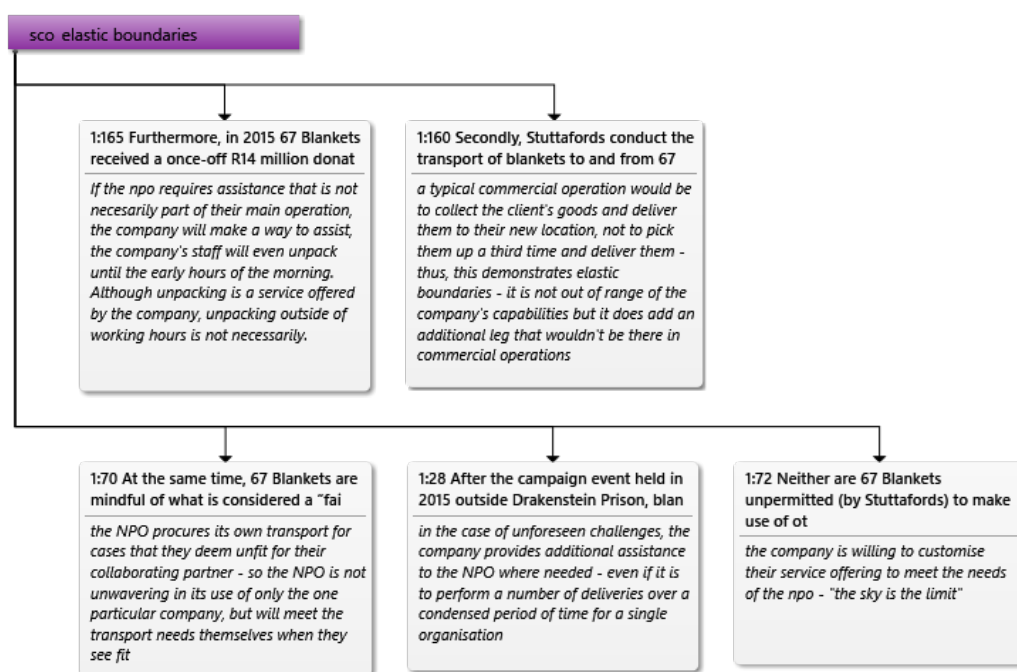 sco elastic boundaries
1:165 Furthermore, in 2015 67 Blankets
received a once-off R14 million donat
If the npo requires assistance that is not
necesarily part of their main operation,
the company will make a way to assist,
the company's staff will even unpack
until the early hours of the morning.
Although unpacking is a service offered
by the company, unpacking outside of
working hours is not necessarily.
1:160 Secondly, Stuttafords conduct the
transport of blankets to and from 67
a typical commercial operation would be
to collect the client's goods and deliver
them to their new location, not to pick
them up a third time and deliver them -
thus, this demonstrates elastic
boundaries - it is not out of range of the
company's capabilities but it does add an
additional leg that wouldn't be there in
commercial operations
1:70 At the same time, 67 Blankets are
mindful of what is considered a "fai
the NPO procures its own transport for
cases that they deem unfit for their
collaborating partner - so the NPO is not
unwavering in its use of only the one
particular company, but will meet the
transport needs themselves when they
see fit
1:28 After the campaign event held in
2015 outside Drakenstein Prison, blan
in the case of unforeseen challenges, the
company provides additional assistance
to the NPO where needed - even if it is
to perform a number of deliveries over a
condensed period of time for a single
organisation
1:72 Neither are 67 Blankets
unpermitted (by Stuttafords) to make
use of ot
the company is willing to customise
their service offering to meet the needs
of the npo - "the sky is the limit"